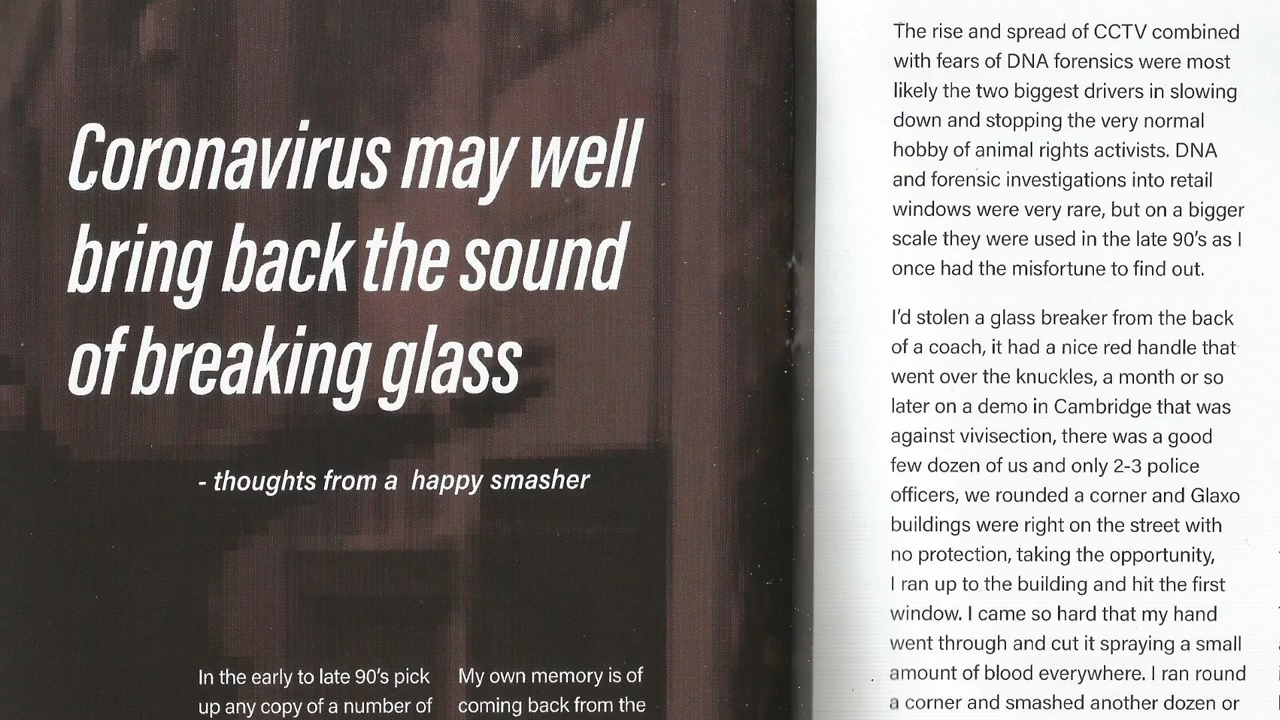 Coronavirus may well
bring back the sound
of breaking glass
- thoughts from a happy smasher
In the early to late 90's pick
up any copy of a number of
My own memory is of
coming back from the
The rise and spread of CCTV combined
with fears of DNA forensics were most
likely the two biggest drivers in slowing
down and stopping the very normal
hobby of animal rights activists. DNA
and forensic investigations into retail
windows were very rare, but on a bigger
scale they were used in the late 90's as I
once had the misfortune to find out.
I'd stolen a glass breaker from the back
of a coach, it had a nice red handle that
went over the knuckles, a month or so
later on a demo in Cambridge that was
against vivisection, there was a good
few dozen of us and only 2-3 police
officers, we rounded a corner and Glaxo
buildings were right on the street with
no protection, taking the opportunity,
I ran up to the building and hit the first
window. I came so hard that my hand
went through and cut it spraying a small
amount of blood everywhere. I ran round
a corner and smashed another dozen or